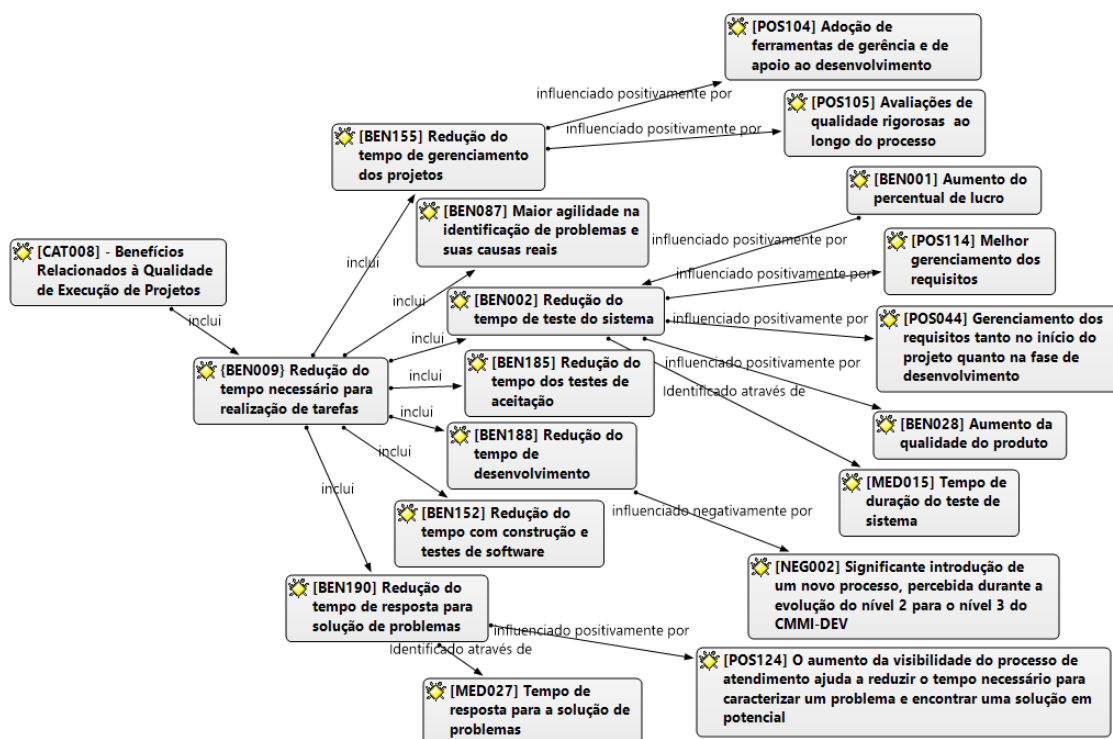 [POS104] Adoção de
ferramentas de gerência e de
apoio ao desenvolvimento
influenciado positivamente por
[POS105] Avaliações de
qualidade rigorosas ao
longo do processo
influenciado positivamente por
[BEN155] Redução do
tempo de gerenciamento
dos projetos
[BEN001] Aumento do
percentual de lucro
[BEN087] Maior agilidade na
identificação de problemas e
suas causas reais
influenciado positivamente por
[POS114] Melhor
gerenciamento dos
requisitos
[CAT008] - Benefícios
Relacionados à Qualidade
de Execução de Projetos
inclui
inclui
influenciado positivamente por
[BEN002] Redução do
tempo de teste do sistema
inclui
influenciado positivamente por
[POS044] Gerenciamento dos
requisitos tanto no início do
projeto quanto na fase de
desenvolvimento
inclui
{BEN009} Redução do
tempo necessário para
realização de tarefas
inclui
[BEN185] Redução do
tempo dos testes de
aceitação
influenciado positivamente por
Identificado através de
[BEN028] Aumento da
qualidade do produto
inclui
[BEN188] Redução do
tempo de
desenvolvimento
inclui
inclui
[MED015] Tempo de
duração do teste de
sistema
influenciado negativamente por
[BEN152] Redução do
tempo com construção e
testes de software
[NEG002] Significante introdução de
um novo processo, percebida durante a
evolução do nível 2 para o nível 3 do
CMMI-DEV
[BEN190] Redução do
tempo de resposta para
solução de problemas
influenciado positivamente por
Identificado através de
[POS124] O aumento da visibilidade do processo de
atendimento ajuda a reduzir o tempo necessário para
caracterizar um problema e encontrar uma solução em
potencial
[MED027] Tempo de
resposta para a solução de
problemas